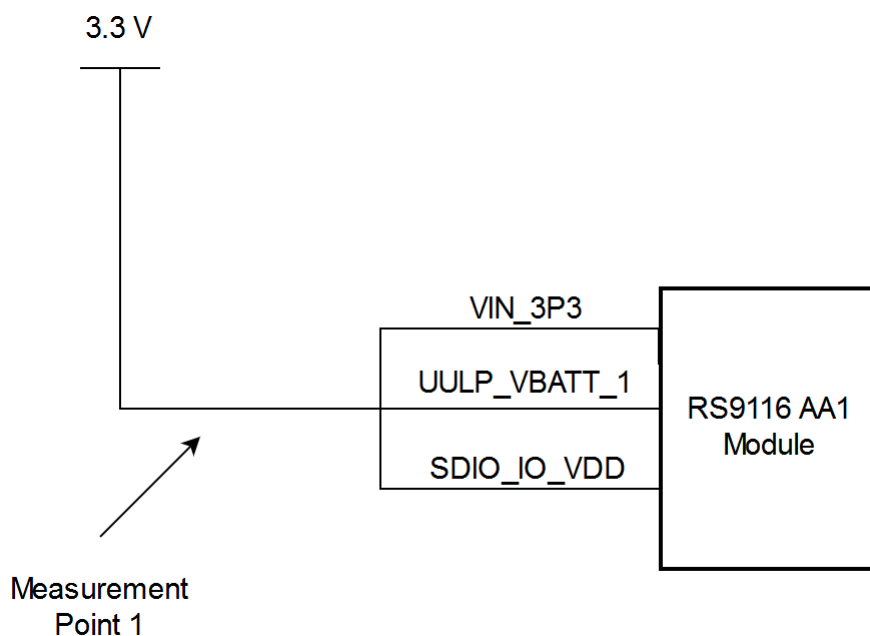 3.3 V
VIN_3P3
UULP_VBATT_1
RS9116 AA1
Module
SDIO_IO_VDD
Measurement
Point 1